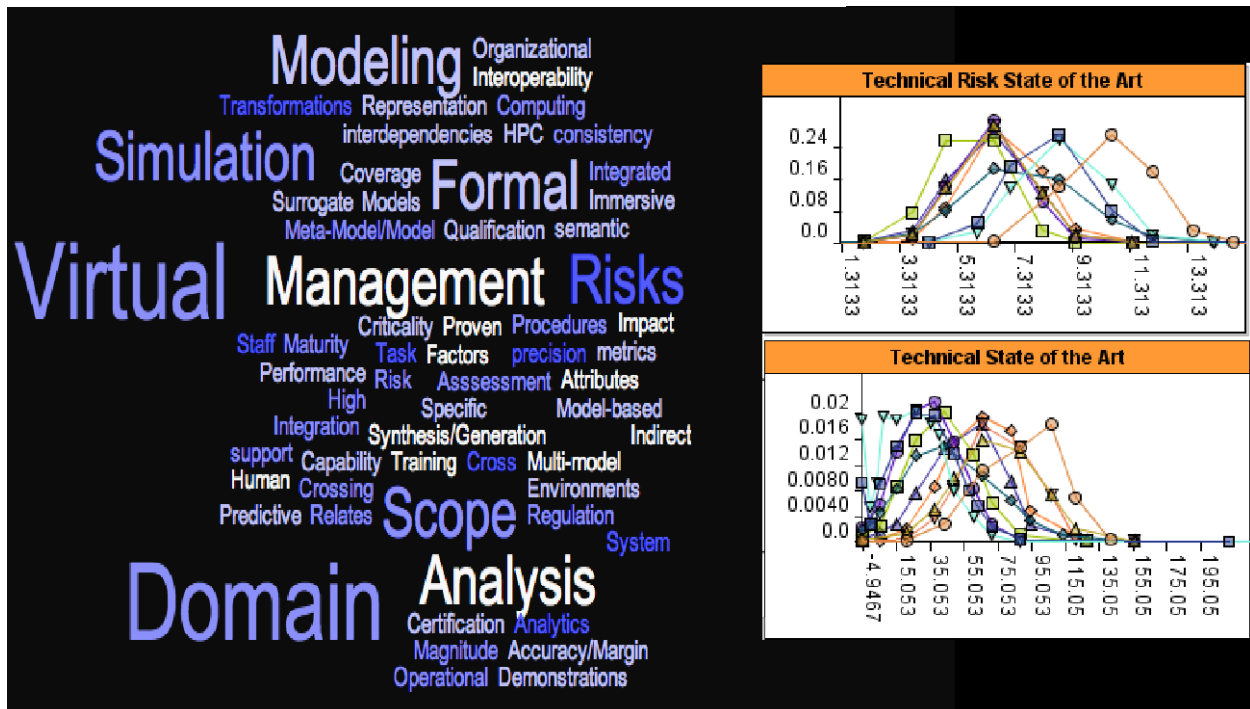 Modeling Organizational
Interoperability
Transformations Representation Computing
interdependencies HPC consistency
Simulation
Coverage Formal Integrated
Surrogate Models Immersive
Meta-Model/Model Qualification semantic
Virtual Management Risks
Criticality Proven Procedures Impact
Staff Maturity Task Factors precision metrics
Performance Risk Asssessment Attributes
High Specific Model-based
Integration Synthesis/Generation Indirect
support Capability Training Cross Multi-model
Human Crossing Environments
Predictive Relates Scope Regulation
System
Domain Analysis
Certification Analytics
Magnitude Accuracy/Margin
Operational Demonstrations
Technical Risk State of the Art
0.24
0.16
0.08
0.0
1.3133 3.3133 5.3133 7.3133 9.3133 11.313 13.313
Technical State of the Art
0.02
0.016
0.012
0.0080
0.0040
0.0
-4.9467 15.053 35.053 55.053 75.053 95.053 115.05 135.05 155.05 175.05 195.05